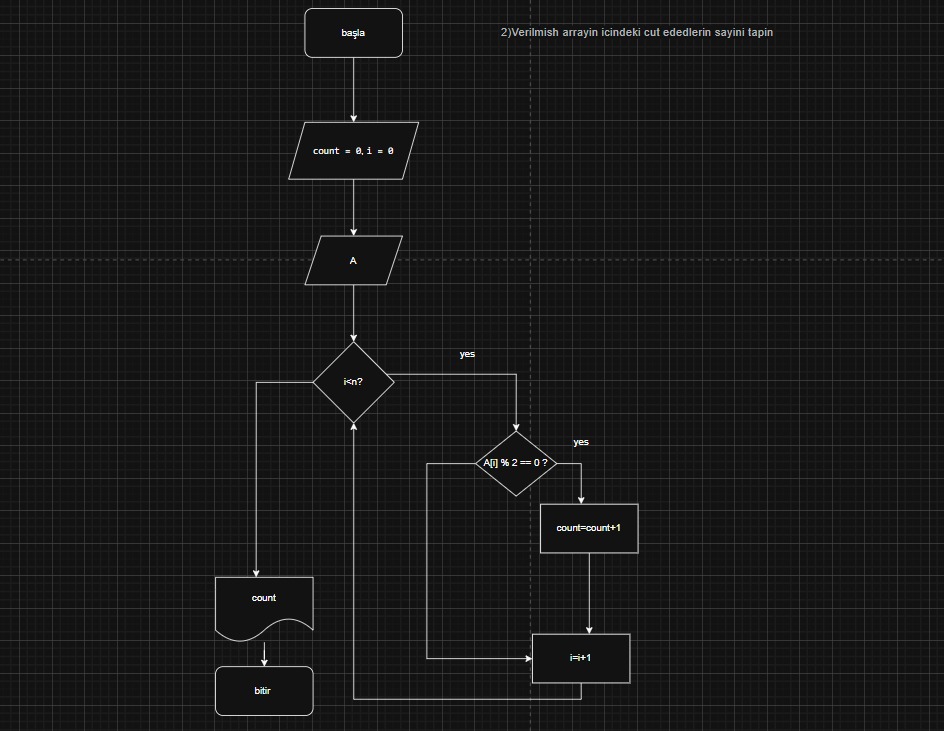 başla
2)Verilmish arrayin icindeki cut ededlerin sayini tapin
count = 0, i = 0
A
i<n?
yes
A[i] % 2 == 0 ?
yes
count=count+1
count
i=i+1
bitir